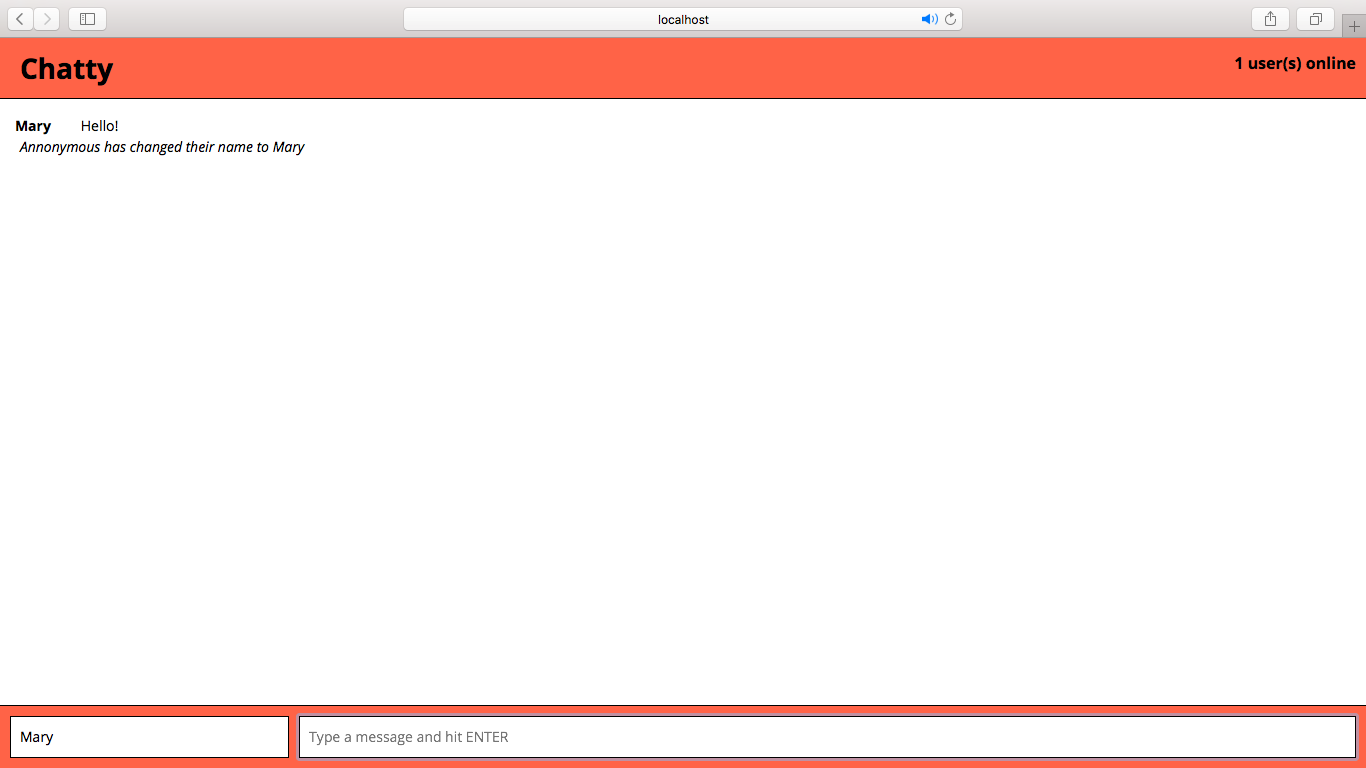 localhost
Chatty
1 user(s) online
Mary Hello!
Annonymous has changed their name to Mary
Mary
Type a message and hit ENTER